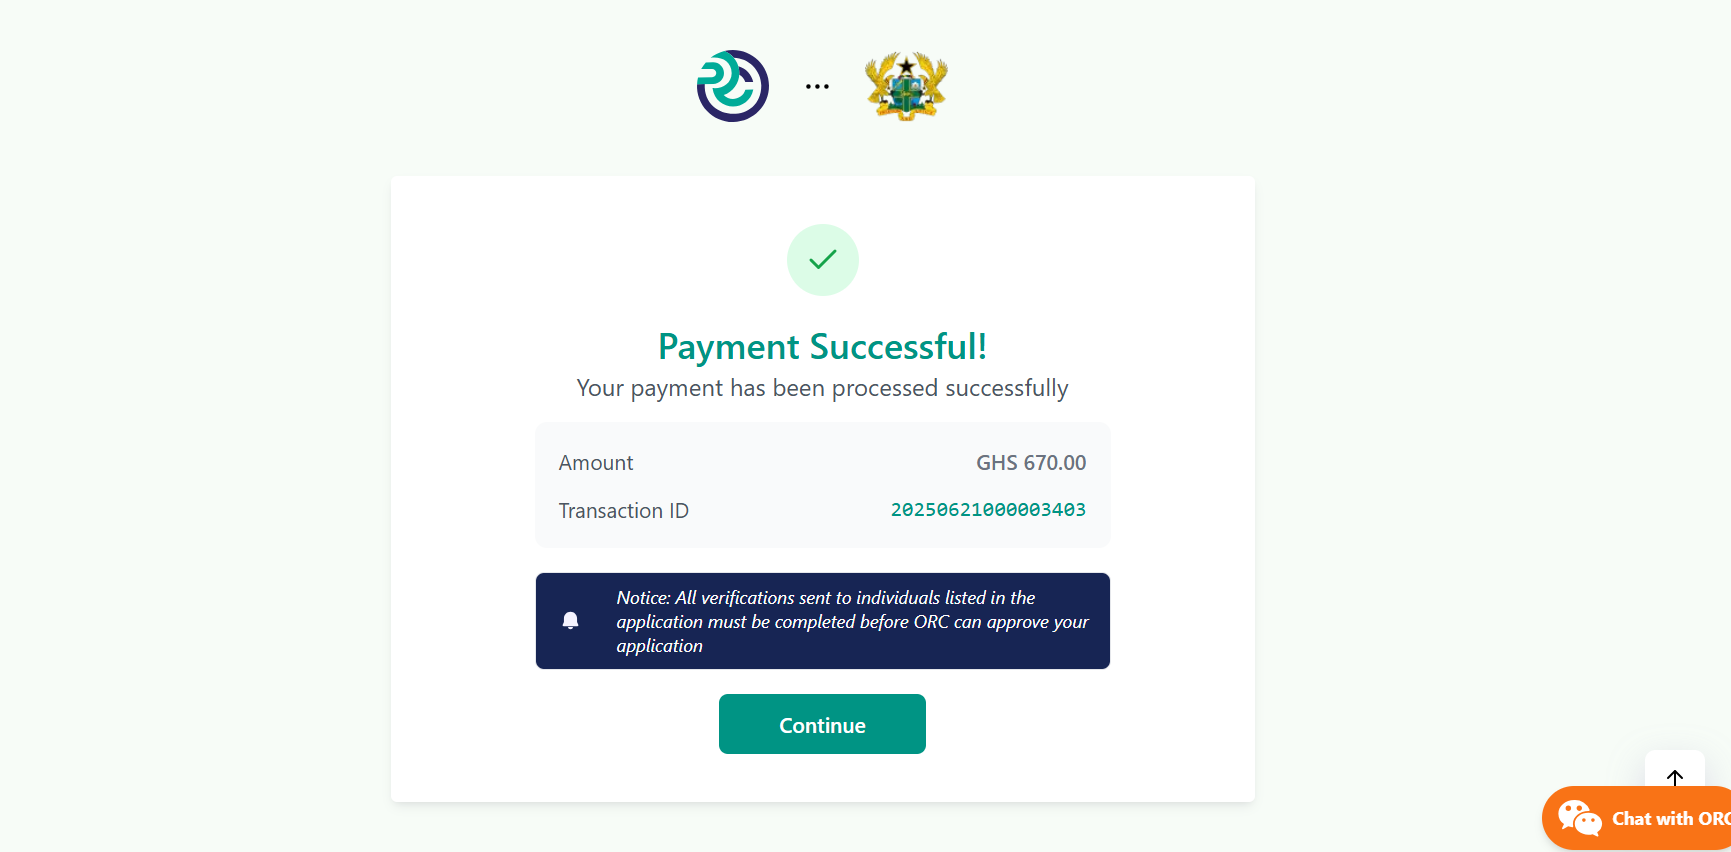 Payment Successful!
Your payment has been processed successfully
Amount GHS 670.00
Transaction ID 20250621000003403
Notice: All verifications sent to individuals listed in the
application must be completed before ORC can approve your
application
Continue
Chat with ORC